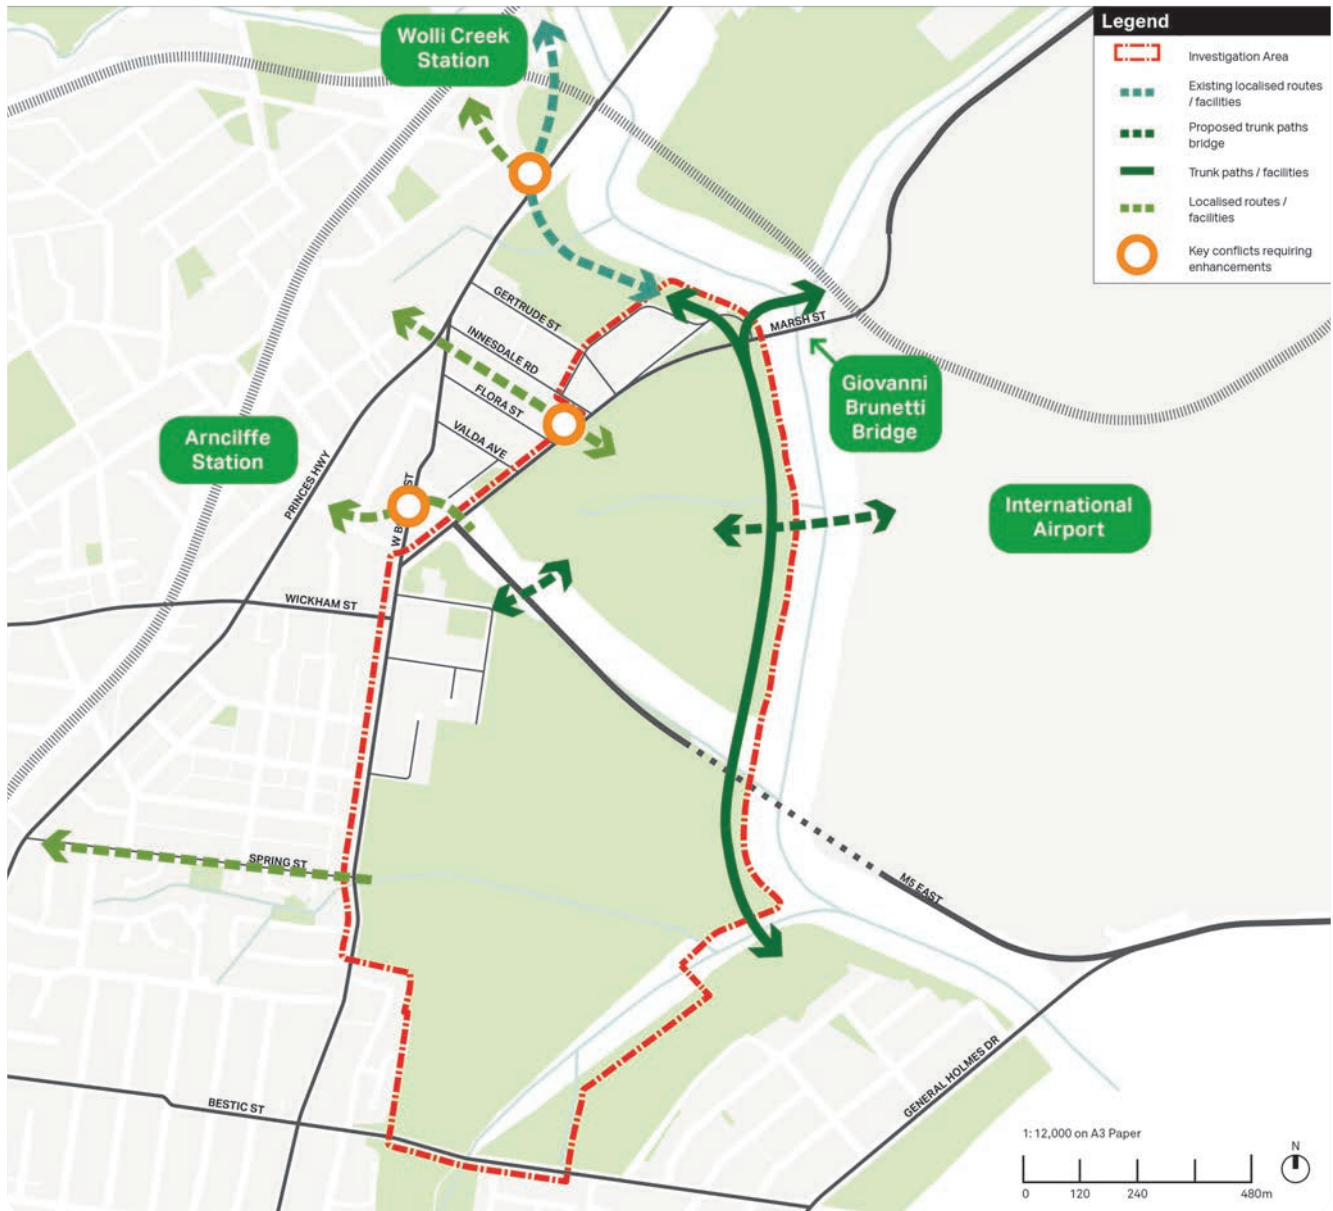 Wolli Creek
Station
Legend
Investigation Area
Existing localised routes
/ facilities
Proposed trunk paths
bridge
Trunk paths / facilities
Localised routes /
facilities
Key conflicts requiring
enhancements
GERTRUDE ST
INNESDALE RD
FLORA ST
VALDA AVE
MARSH ST
Giovanni
Brunetti
Bridge
Arncilffe
Station
PRINCES HWY
W B
ST
International
Airport
WICKHAM ST
SPRING ST
M5 EAST
BESTIC ST
GENERAL HOLMES DR
1: 12,000 on A3 Paper
N
0 120 240 480m